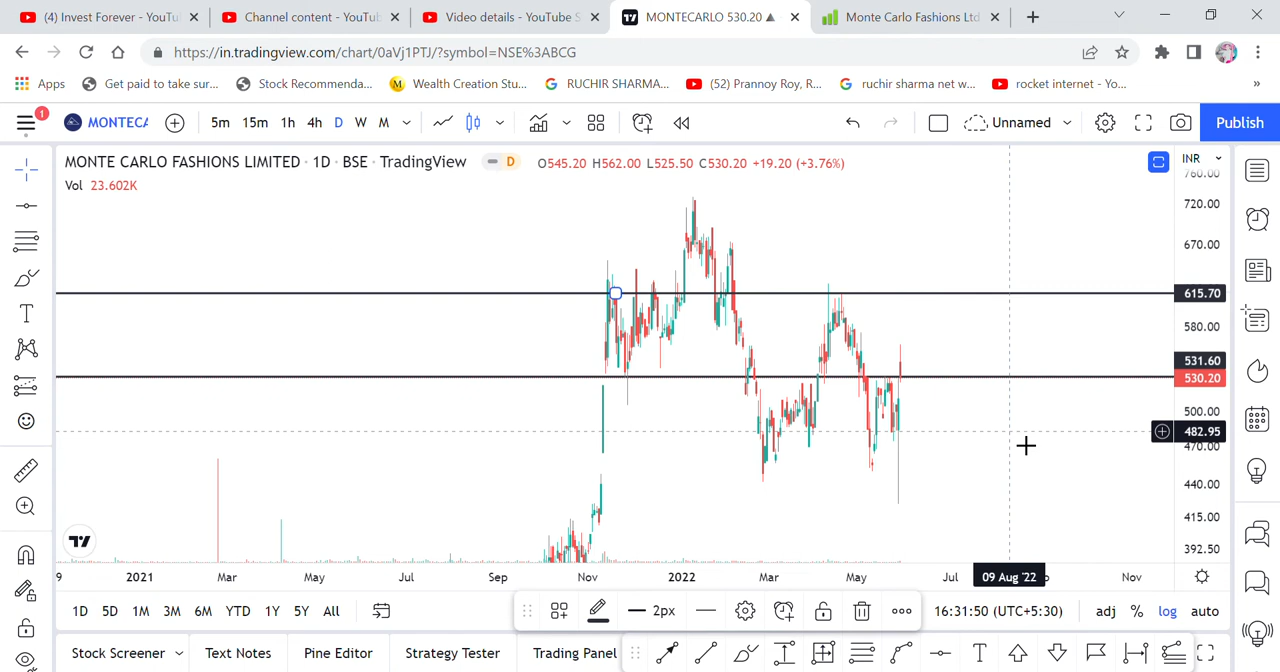 (4) Invest Forever - YouTu
Channel content - YouTub
Video details - YouTube S
MONTECARLO 530.20 ▲
Monte Carlo Fashions Ltd
https://in.tradingview.com/chart/0aVj1PTJ/?symbol=NSE%3ABCG
Apps
Get paid to take sur...
Stock Recommenda...
Wealth Creation Stu...
RUCHIR SHARMA...
(52) Prannoy Roy, R...
ruchir sharma net w...
rocket internet - Yo...
»
1
MONTECA
5m 15m 1h 4h D W M
Unnamed
Publish
MONTE CARLO FASHIONS LIMITED · 1D · BSE · TradingView
D
O545.20 H562.00 L525.50 C530.20 +19.20 (+3.76%)
INR
Vol 23.602K
760.00
720.00
670.00
615.70
580.00
531.60
530.20
500.00
482.95
470.00
440.00
415.00
392.50
9 2021 Mar May Jul Sep Nov 2022 Mar May Jul 09 Aug '22 Nov
1D 5D 1M 3M 6M YTD 1Y 5Y All
2px
16:31:50 (UTC+5:30)
adj % log auto
Stock Screener
Text Notes
Pine Editor
Strategy Tester
Trading Panel